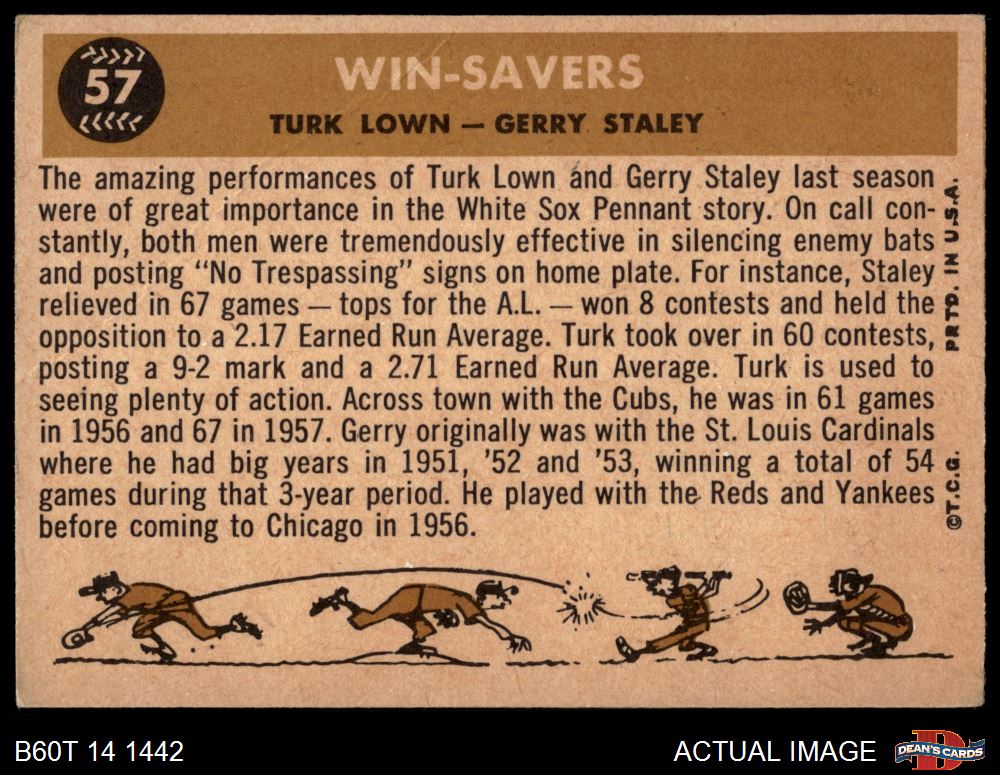 57
WIN-SAVERS
TURK LOWN — GERRY STALEY
The amazing performances of Turk Lown and Gerry Staley last season
were of great importance in the White Sox Pennant story. On call con-
stantly, both men were tremendously effective in silencing enemy bats
and posting "No Trespassing" signs on home plate. For instance, Staley
relieved in 67 games — tops for the A.L. — won 8 contests and held the
opposition to a 2.17 Earned Run Average. Turk took over in 60 contests,
posting a 9-2 mark and a 2.71 Earned Run Average. Turk is used to
seeing plenty of action. Across town with the Cubs, he was in 61 games
in 1956 and 67 in 1957. Gerry originally was with the St. Louis Cardinals
where he had big years in 1951, '52 and '53, winning a total of 54
games during that 3-year period. He played with the Reds and Yankees
before coming to Chicago in 1956.
©T.C.G. PRTD. IN U.S.A.
B60T 14 1442
ACTUAL IMAGE
D
DEAN'S CARDS